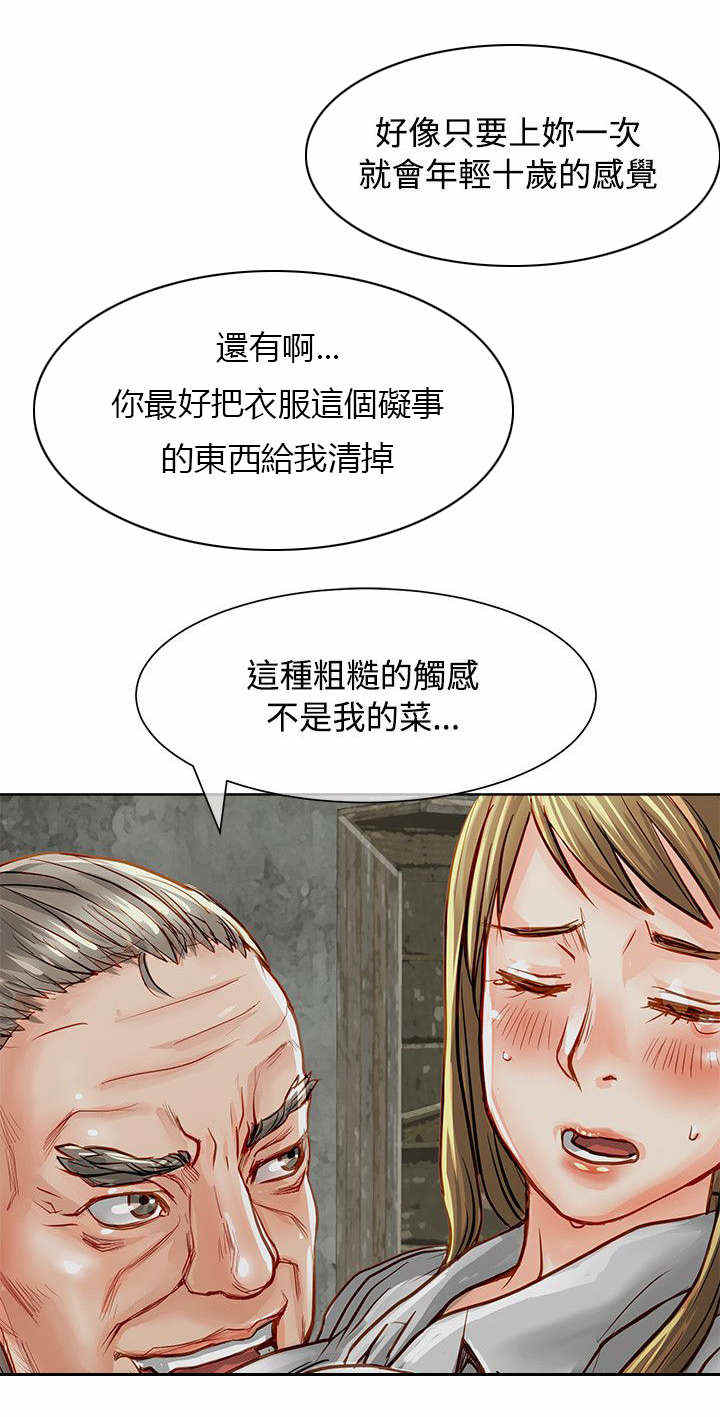 好像只要上妳一次
就會年輕十歲的感覺
還有啊...
你最好把衣服這個礙事
的東西給我清掉
這種粗糙的觸感
不是我的菜...